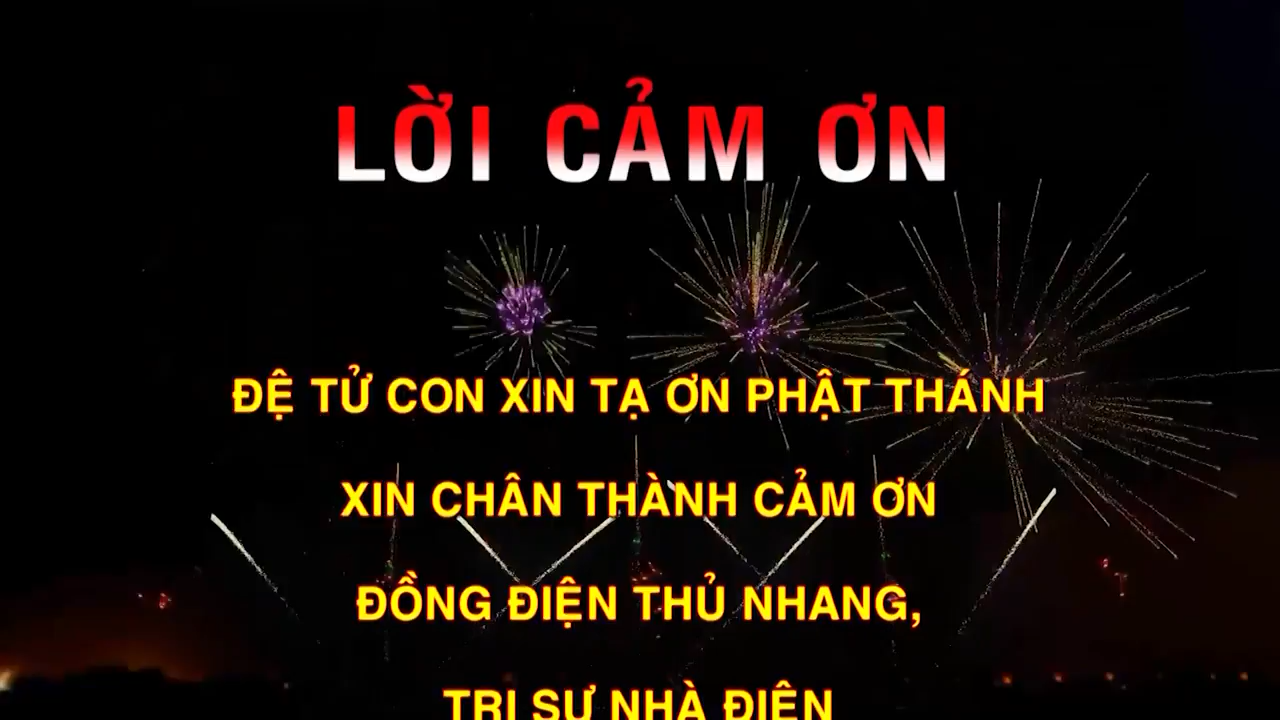 LỜI CẢM ƠN
ĐỆ TỬ CON XIN TẠ ƠN PHẬT THÁNH
XIN CHÂN THÀNH CẢM ƠN
ĐỒNG ĐIỆN THỦ NHANG,
TRỊ SỰ NHÀ ĐIỆN